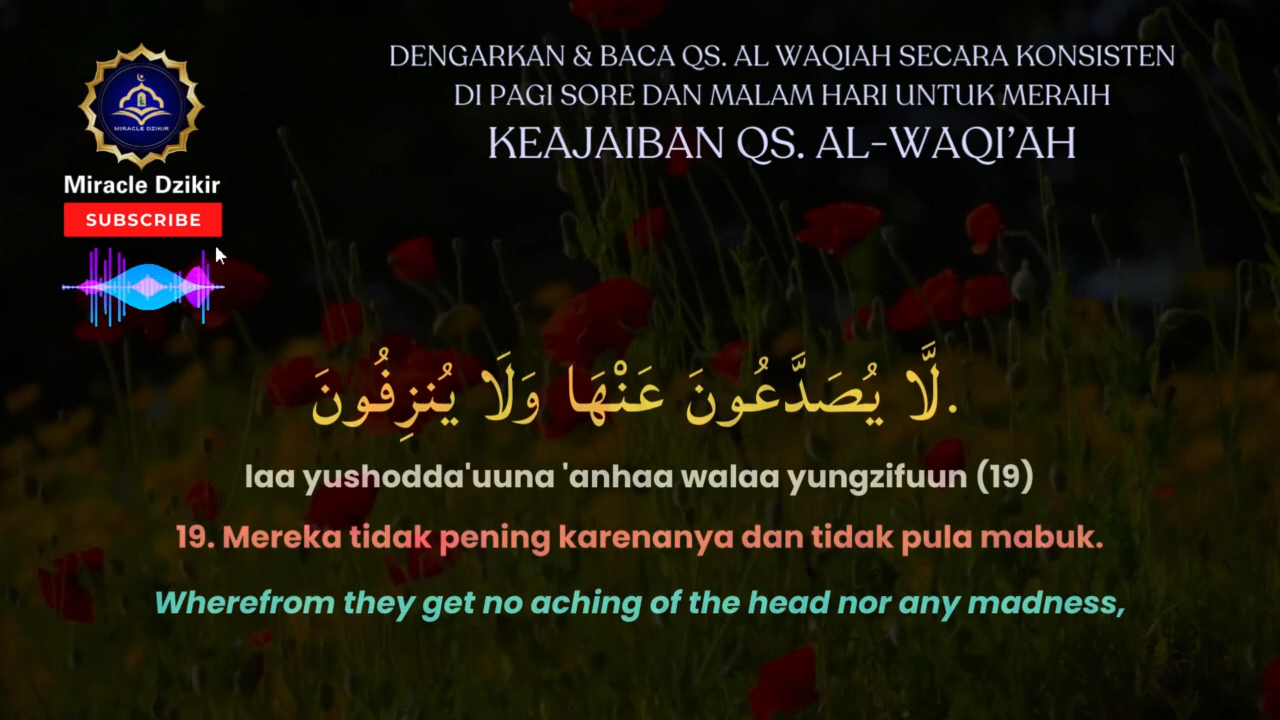 DENGARKAN & BACA QS. AL WAQIAH SECARA KONSISTEN
DI PAGI SORE DAN MALAM HARI UNTUK MERAIH
KEAJAIBAN QS. AL-WAQI'AH
MIRACLE DZIKIR
Miracle Dzikir
SUBSCRIBE
لَّا يُصَدَّعُونَ عَنْهَا وَلَا يُنزِفُونَ.
laa yushodda'uuna 'anhaa walaa yungzifuun (19)
19. Mereka tidak pening karenanya dan tidak pula mabuk.
Wherefrom they get no aching of the head nor any madness,